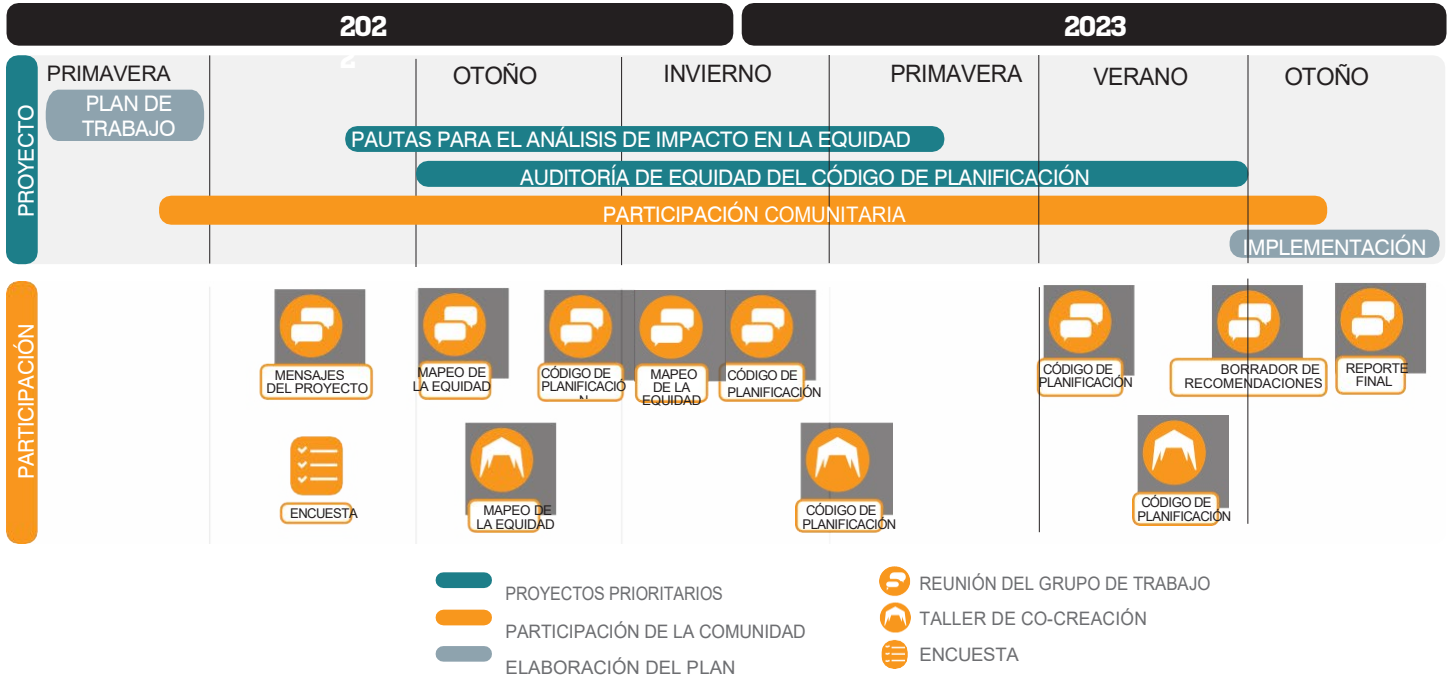 202
2
2023
PRIMAVERA
OTOÑO
INVIERNO
PRIMAVERA
VERANO
OTOÑO
PROYECTO
PLAN DE
TRABAJO
PAUTAS PARA EL ANÁLISIS DE IMPACTO EN LA EQUIDAD
AUDITORÍA DE EQUIDAD DEL CÓDIGO DE PLANIFICACIÓN
PARTICIPACIÓN COMUNITARIA
IMPLEMENTACIÓN
PARTICIPACIÓN
MENSAJES
DEL PROYECTO
MAPEO DE
LA EQUIDAD
CÓDIGO DE
PLANIFICACIÓ
N
MAPEO
DE LA
EQUIDAD
CÓDIGO DE
PLANIFICACIÓN
CÓDIGO DE
PLANIFICACIÓN
BORRADOR DE
RECOMENDACIONES
REPORTE
FINAL
ENCUESTA
MAPEO DE
LA EQUIDAD
CÓDIGO DE
PLANIFICACIÓN
CÓDIGO DE
PLANIFICACIÓN
PROYECTOS PRIORITARIOS
PARTICIPACIÓN DE LA COMUNIDAD
ELABORACIÓN DEL PLAN
REUNIÓN DEL GRUPO DE TRABAJO
TALLER DE CO-CREACIÓN
ENCUESTA